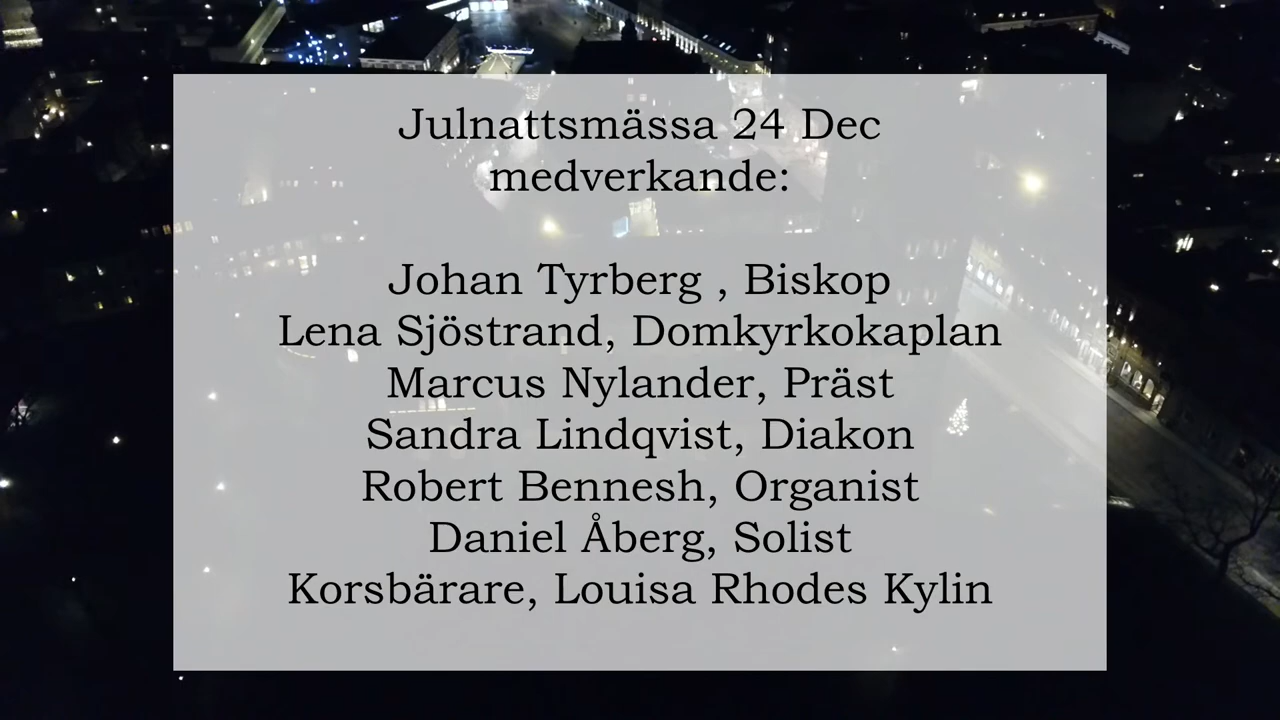 Julnattsmässa 24 Dec
medverkande:
Johan Tyrberg , Biskop
Lena Sjöstrand, Domkyrkokaplan
Marcus Nylander, Präst
Sandra Lindqvist, Diakon
Robert Bennesh, Organist
Daniel Åberg, Solist
Korsbärare, Louisa Rhodes Kylin